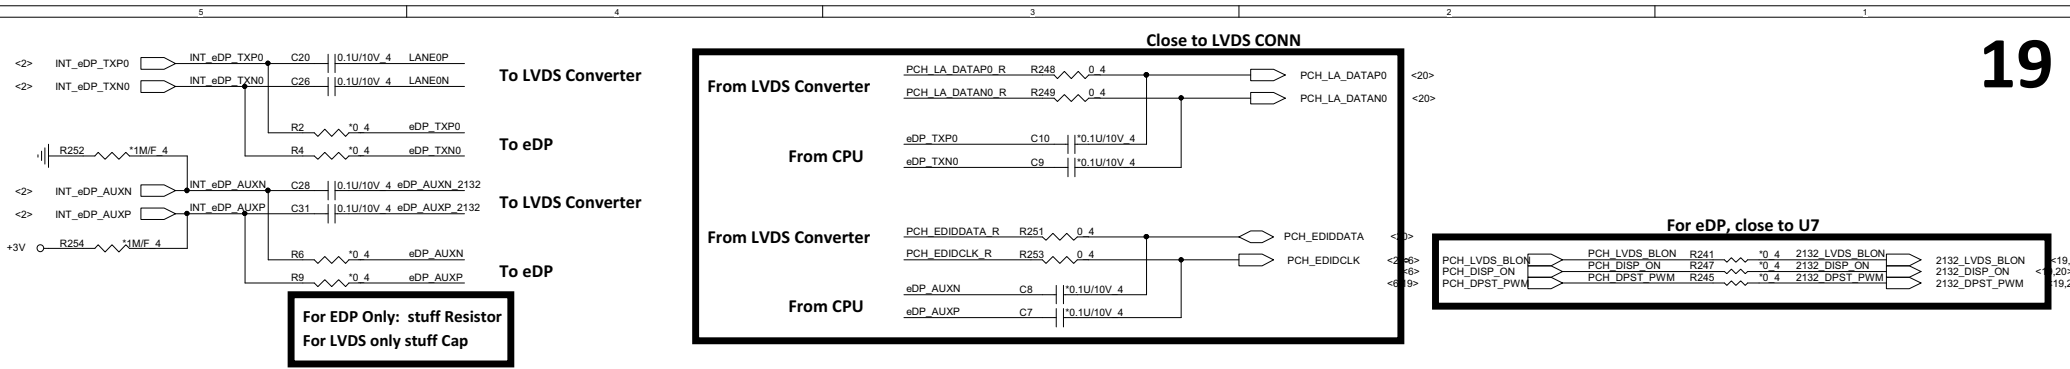 5 4 3 2 1
19
<2> INT_eDP_TXP0 INT_eDP_TXP0 C20 0.1U/10V_4 LANE0P
<2> INT_eDP_TXN0 INT_eDP_TXN0 C26 0.1U/10V_4 LANE0N
To LVDS Converter
R2 *0_4 eDP_TXP0
R4 *0_4 eDP_TXN0
To eDP
R252 *1M/F_4
<2> INT_eDP_AUXN INT_eDP_AUXN C28 0.1U/10V_4 eDP_AUXN_2132
<2> INT_eDP_AUXP INT_eDP_AUXP C31 0.1U/10V_4 eDP_AUXP_2132
To LVDS Converter
+3V R254 *1M/F_4
R6 *0_4 eDP_AUXN
R9 *0_4 eDP_AUXP
To eDP
For EDP Only: stuff Resistor
For LVDS only stuff Cap
Close to LVDS CONN
From LVDS Converter
PCH_LA_DATAP0_R R248 0_4 PCH_LA_DATAP0 <20>
PCH_LA_DATAN0_R R249 0_4 PCH_LA_DATAN0 <20>
From CPU
eDP_TXP0 C10 *0.1U/10V_4
eDP_TXN0 C9 *0.1U/10V_4
From LVDS Converter
PCH_EDIDDATA_R R251 0_4 PCH_EDIDDATA
PCH_EDIDCLK_R R253 0_4 PCH_EDIDCLK
From CPU
eDP_AUXN C8 *0.1U/10V_4
eDP_AUXP C7 *0.1U/10V_4
For eDP, close to U7
PCH_LVDS_BLON PCH_LVDS_BLON R241 *0_4 2132_LVDS_BLON 2132_LVDS_BLON
<6> PCH_DISP_ON PCH_DISP_ON R247 *0_4 2132_DISP_ON 2132_DISP_ON
PCH_DPST_PWM PCH_DPST_PWM R245 *0_4 2132_DPST_PWM 2132_DPST_PWM